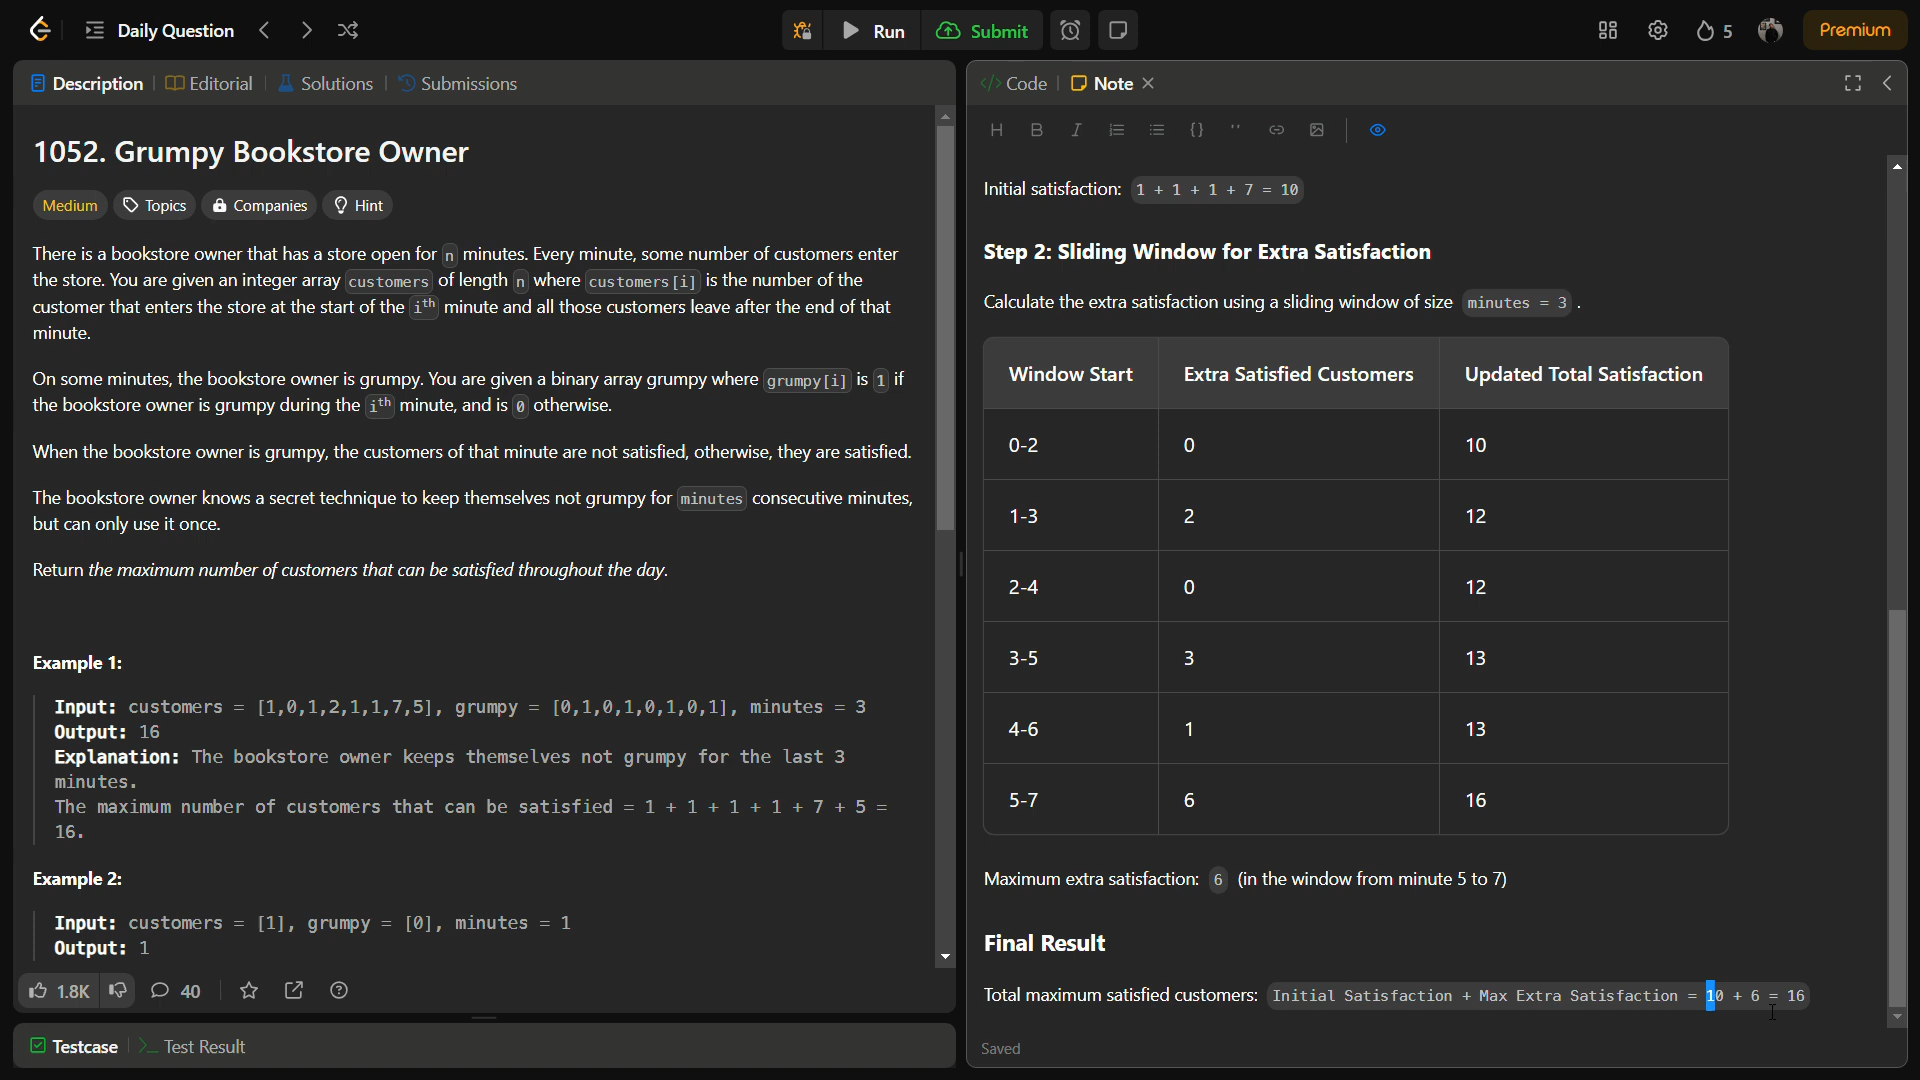 Daily Question
Run
Submit
5
Premium
Description
Editorial
Solutions
Submissions
1052. Grumpy Bookstore Owner
Medium
Topics
Companies
Hint
There is a bookstore owner that has a store open for n minutes. Every minute, some number of customers enter
the store. You are given an integer array customers of length n where customers[i] is the number of the
customer that enters the store at the start of the ith minute and all those customers leave after the end of that
minute.
On some minutes, the bookstore owner is grumpy. You are given a binary array grumpy where grumpy[i] is 1 if
the bookstore owner is grumpy during the ith minute, and is 0 otherwise.
When the bookstore owner is grumpy, the customers of that minute are not satisfied, otherwise, they are satisfied.
The bookstore owner knows a secret technique to keep themselves not grumpy for minutes consecutive minutes,
but can only use it once.
Return the maximum number of customers that can be satisfied throughout the day.
Example 1:
Input: customers = [1,0,1,2,1,1,7,5], grumpy = [0,1,0,1,0,1,0,1], minutes = 3
Output: 16
Explanation: The bookstore owner keeps themselves not grumpy for the last 3
minutes.
The maximum number of customers that can be satisfied = 1 + 1 + 1 + 1 + 7 + 5 =
16.
Example 2:
Input: customers = [1], grumpy = [0], minutes = 1
Output: 1
1.8K
40
Testcase
Test Result
Code
Note
H B I {} ''
Initial satisfaction: 1 + 1 + 1 + 7 = 10
Step 2: Sliding Window for Extra Satisfaction
Calculate the extra satisfaction using a sliding window of size minutes = 3 .
Window Start Extra Satisfied Customers Updated Total Satisfaction
0-2 0 10
1-3 2 12
2-4 0 12
3-5 3 13
4-6 1 13
5-7 6 16
Maximum extra satisfaction: 6 (in the window from minute 5 to 7)
Final Result
Total maximum satisfied customers: Initial Satisfaction + Max Extra Satisfaction = 10 + 6 = 16
Saved